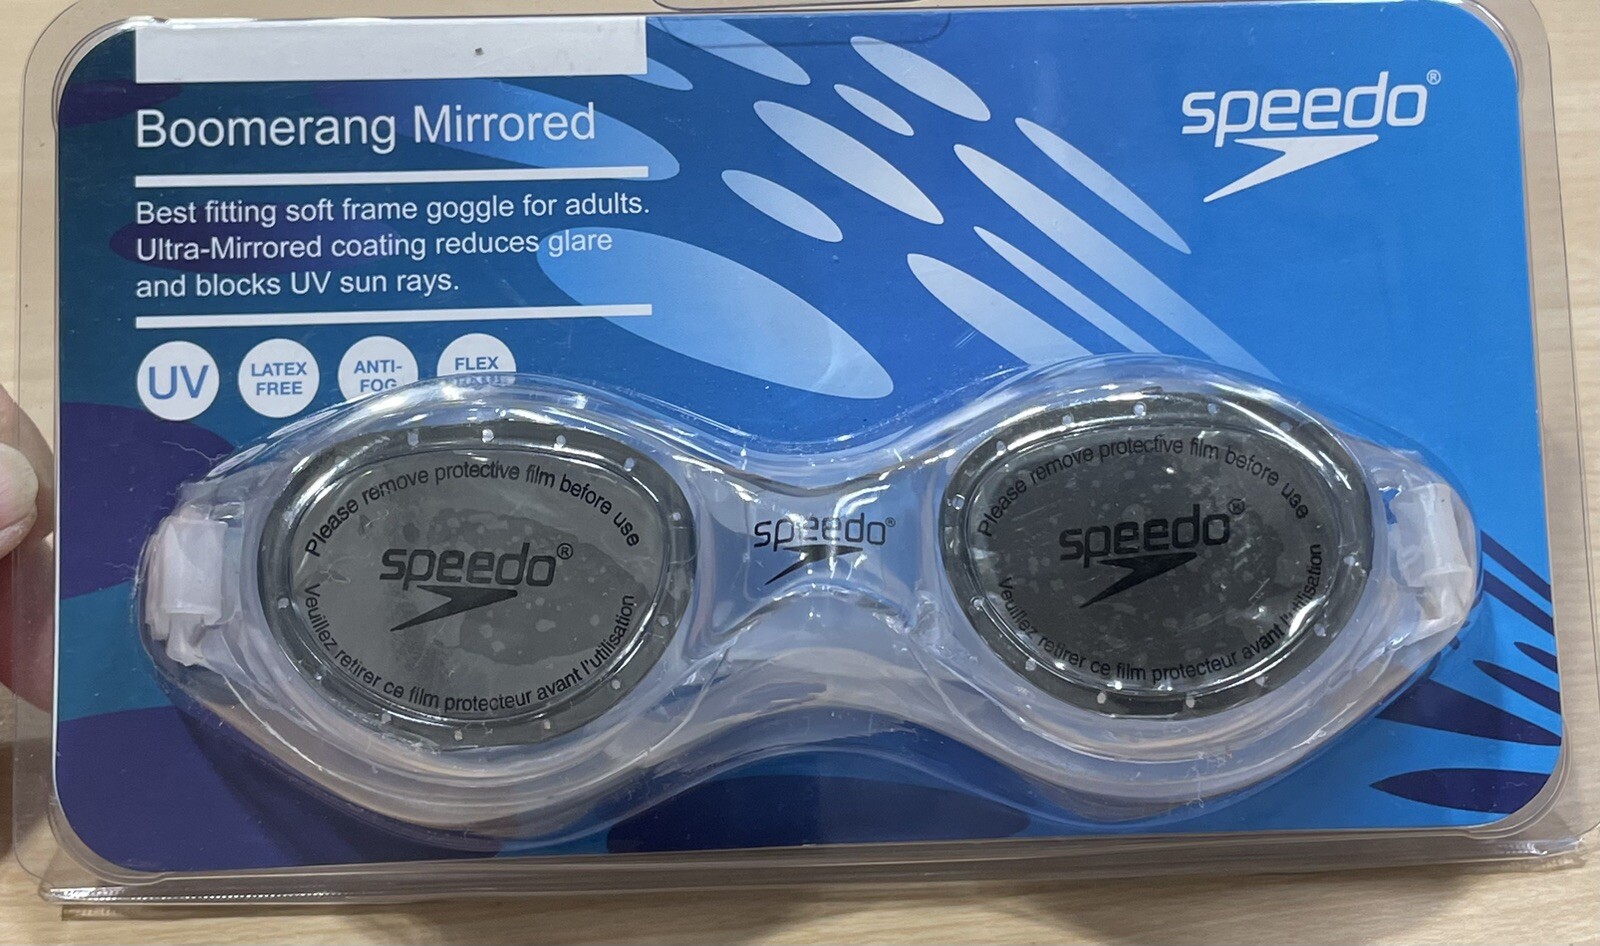 Boomerang Mirrored
speedo®
Best fitting soft frame goggle for adults.
Ultra-Mirrored coating reduces glare
and blocks UV sun rays.
UV
LATEX
FREE
ANTI-
FOG
FLEX
Please remove protective film before use
speedo®
Veuillez retirer ce film protecteur avant l'utilisation
speedo®
Please remove protective film before use
speedo®
Veuillez retirer ce film protecteur avant l'utilisation